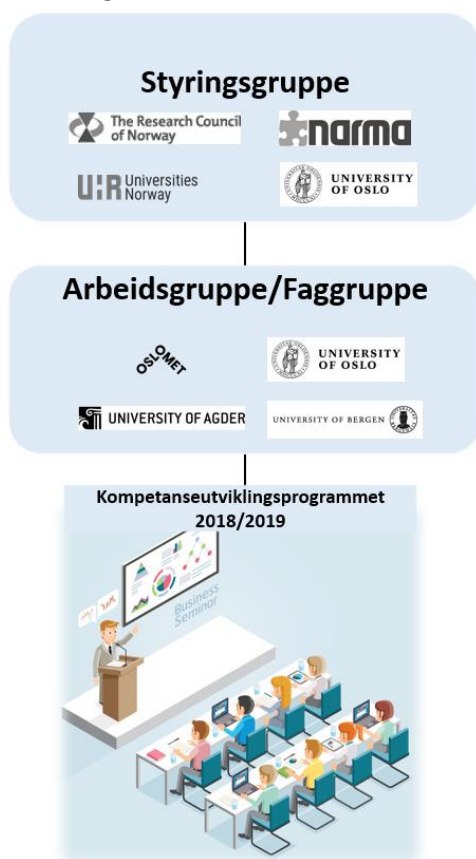 Styringsgruppe
The Research Council
of Norway
narma
UHR Universities
Norway
UNIVERSITY
OF OSLO
Arbeidsgruppe/Faggruppe
OSLOMET
UNIVERSITY
OF OSLO
UNIVERSITY OF AGDER
UNIVERSITY OF BERGEN
Kompetanseutviklingsprogrammet
2018/2019
Business
Seminar